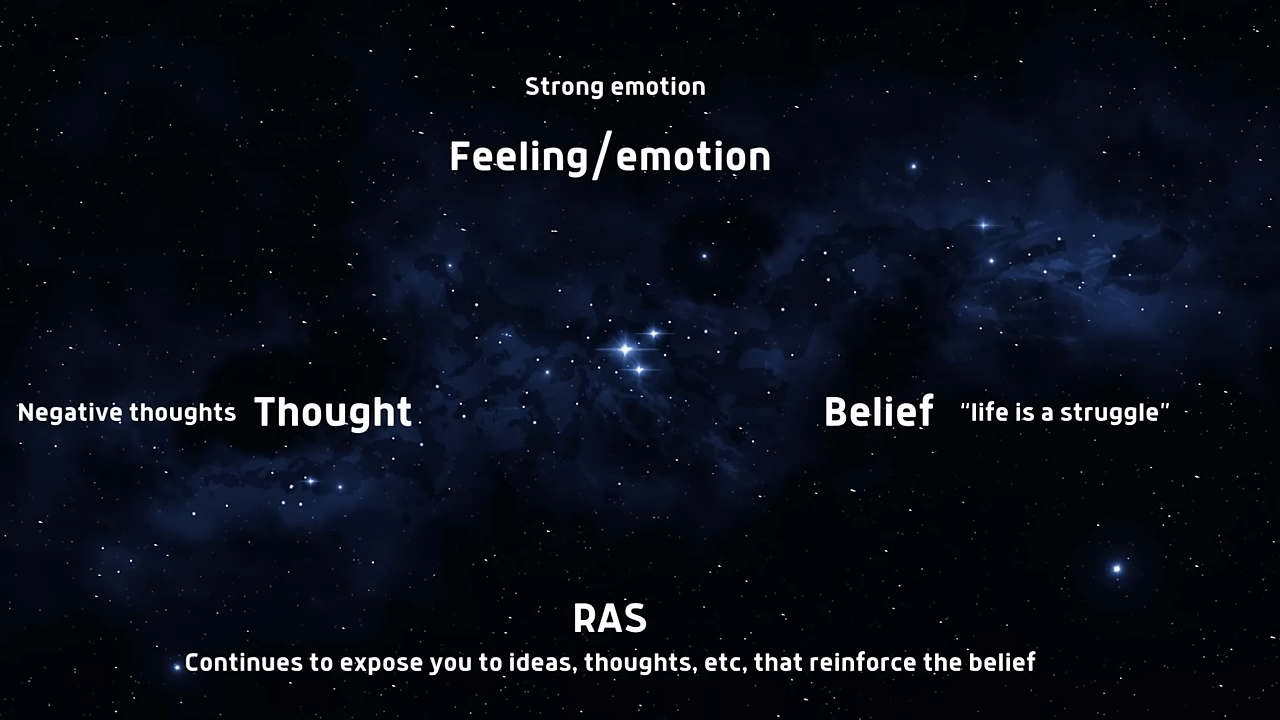 Strong emotion
Feeling/emotion
Negative thoughts Thought
Belief "life is a struggle"
RAS
Continues to expose you to ideas, thoughts, etc, that reinforce the belief